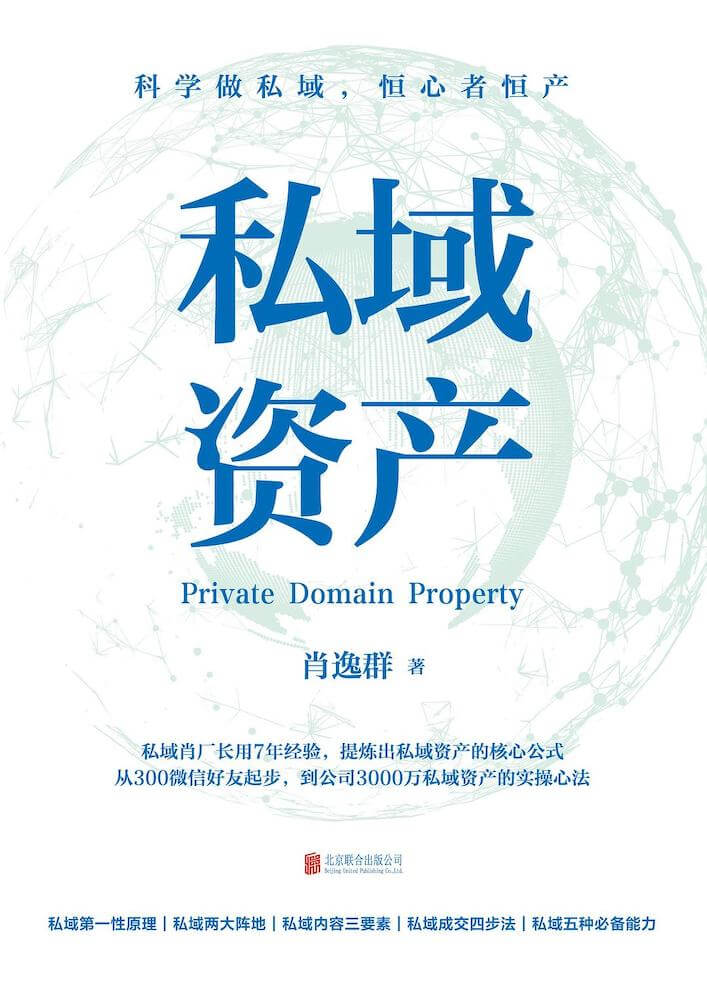 科学做私域，恒心者恒产
私域
资产
Private Domain Property
肖逸群 著
私域肖厂长用7年经验，提炼出私域资产的核心公式
从300微信好友起步，到公司3000万私域资产的实操心法
北京联合出版公司
Beijing United Publishing Co.,Ltd.
私域第一性原理｜私域两大阵地｜私域内容三要素｜私域成交四步法｜私域五种必备能力